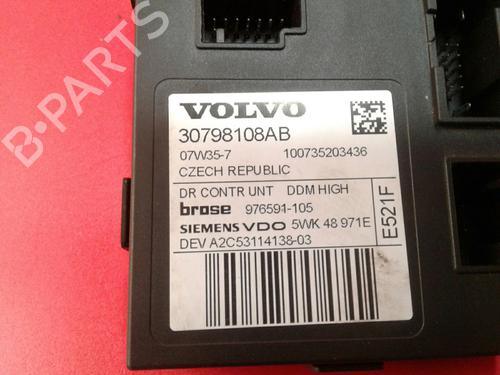 VOLVO
30798108AB
07W35-7 100735203436
CZECH REPUBLIC
DR CONTR UNT DDM HIGH
brose 976591-105
SIEMENS VDO 5WK 48 971E
DEV A2C53114138-03
E521F
B-PARTS